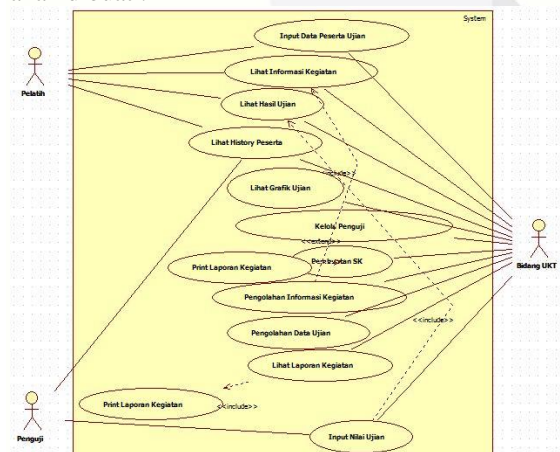 System
Input Data Peserta Ujian
Lihat Informasi Kegiatan
Pelatih
Lihat Hasil Ujian
Lihat History Peserta
<<include>>
Lihat Grafik Ujian
Kelola Penguji
<<extend>>
SK
Print Laporan Kegiatan
Bidang UKT
Pengolahan Informasi Kegiatan
<<include>>
Pengolahan Data Ujian
Lihat Laporan Kegiatan
Print Laporan Kegiatan
<<include>>
Penguji
Input Nilai Ujian